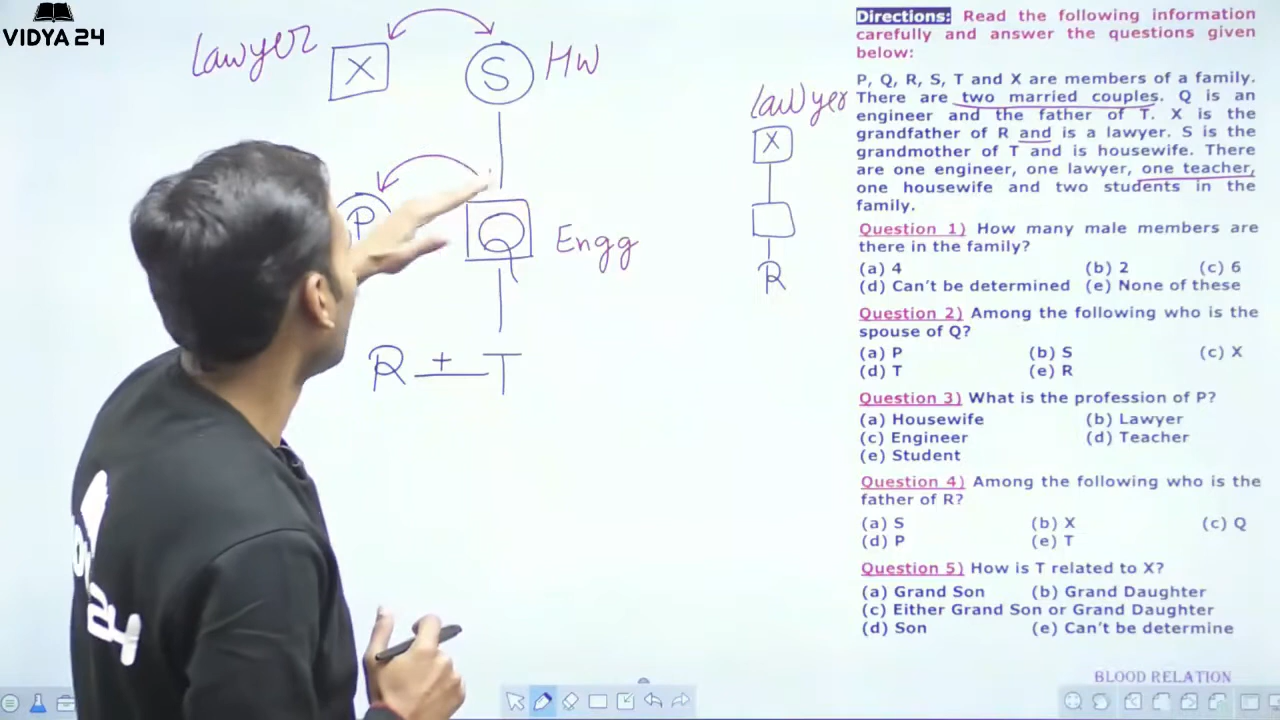 VIDYA 24
Lawyer
X
S
HW
P
Q
Engg
R + T
Lawyer
X
R
24
Directions: Read the following information
carefully and answer the questions given
below:
P, Q, R, S, T and X are members of a family.
There are two married couples. Q is an
engineer and the father of T. X is the
grandfather of R and is a lawyer. S is the
grandmother of T and is housewife. There
are one engineer, one lawyer, one teacher,
one housewife and two students in the
family.
Question 1) How many male members are
there in the family?
(a) 4 (b) 2 (c) 6
(d) Can't be determined (e) None of these
Question 2) Among the following who is the
spouse of Q?
(a) P (b) S (c) X
(d) T (e) R
Question 3) What is the profession of P?
(a) Housewife (b) Lawyer
(c) Engineer (d) Teacher
(e) Student
Question 4) Among the following who is the
father of R?
(a) S (b) X (c) Q
(d) P (e) T
Question 5) How is T related to X?
(a) Grand Son (b) Grand Daughter
(c) Either Grand Son or Grand Daughter
(d) Son (e) Can't be determine
BLOOD RELATION